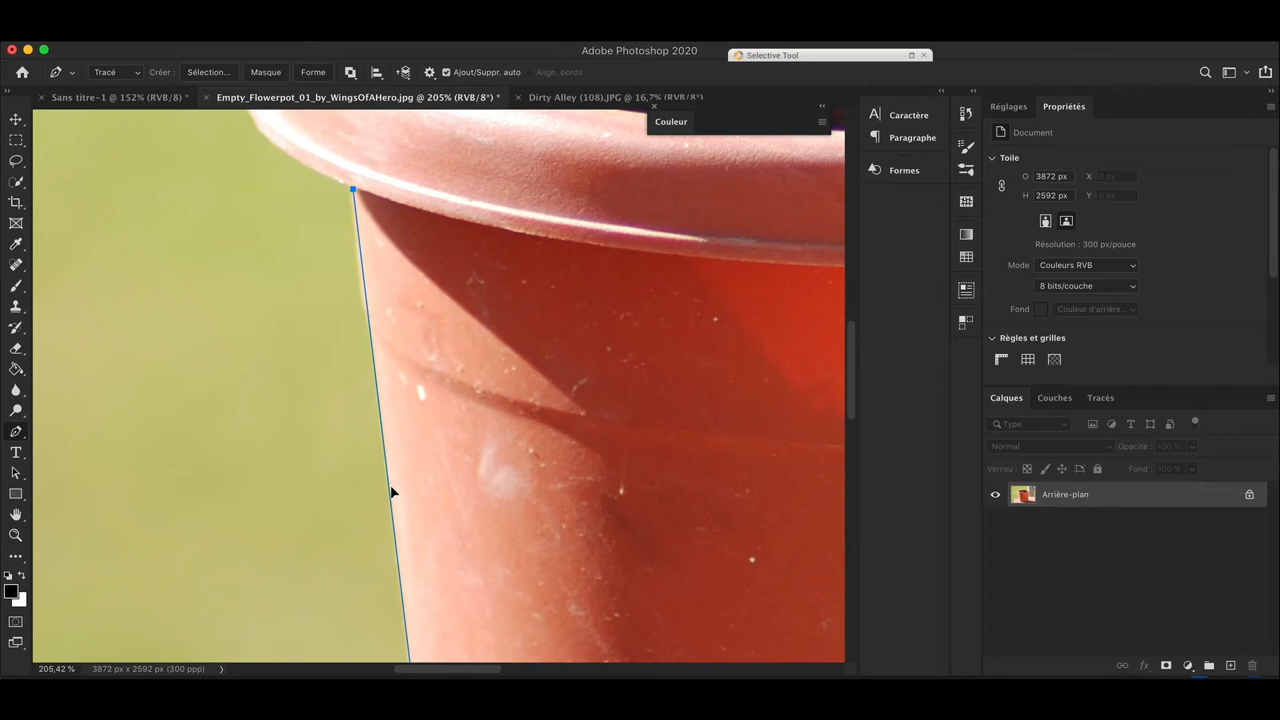 Adobe Photoshop 2020
Selective Tool
Tracé
Créer :
Sélection...
Masque
Forme
Ajout/Suppr. auto
Align. bords
Sans titre-1 @ 152% (RVB/8) *
Empty_Flowerpot_01_by_WingsOfAHero.jpg @ 205% (RVB/8*) *
Dirty Alley (108).JPG @ 16,7% (RVB/8*)
Couleur
Caractère
Paragraphe
Formes
Réglages
Propriétés
Document
Toile
O 3872 px X 0 px
H 2592 px Y 0 px
Résolution : 300 px/pouce
Mode Couleurs RVB
8 bits/couche
Fond Couleur d'arrière...
Règles et grilles
Calques
Couches
Tracés
Type
Normal
Opacité : 100 %
Verrou :
Fond : 100 %
Arrière-plan
205,42 %
3872 px x 2592 px (300 ppp)
fx